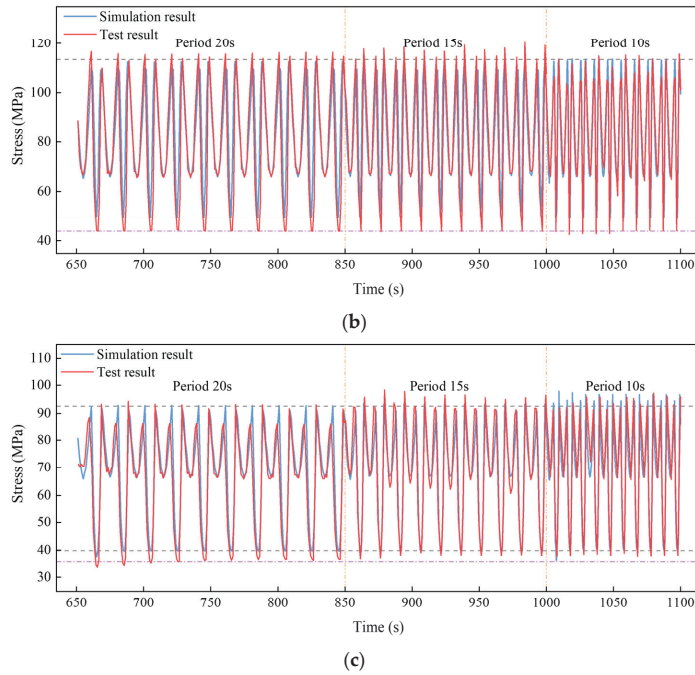 Simulation result
Test result
Period 20s
Period 15s
Period 10s
120
100
80
60
40
Stress (MPa)
650
700
750
800
850
900
950
1000
1050
1100
Time (s)
(b)
Simulation result
Test result
Period 20s
Period 15s
Period 10s
110
100
90
80
70
60
50
40
30
Stress (MPa)
650
700
750
800
850
900
950
1000
1050
1100
Time (s)
(c)